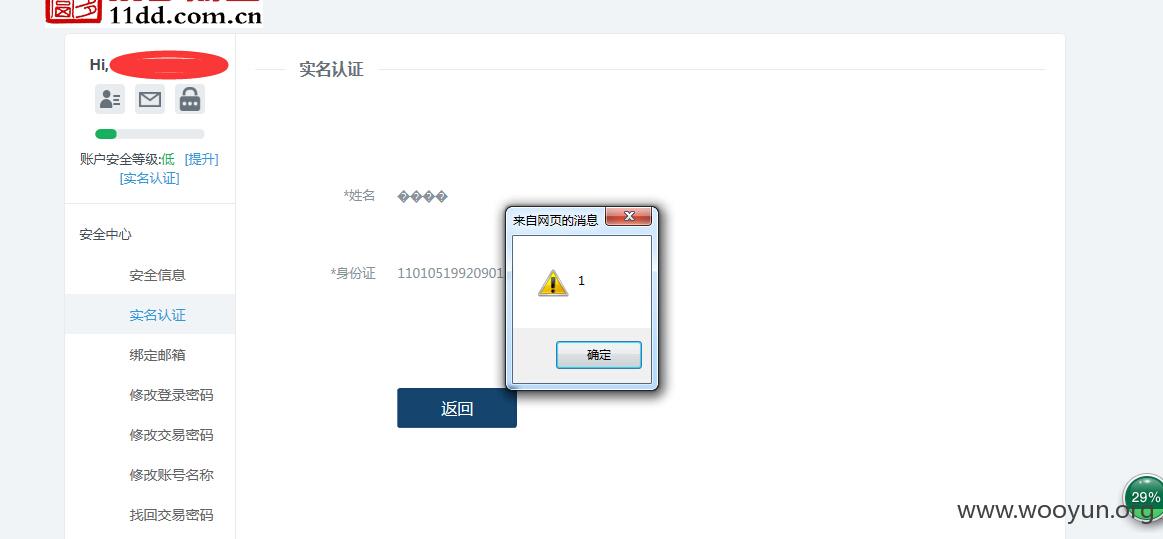 11dd.com.cn
Hi,
实名认证
账户安全等级:低 [提升]
[实名认证]
安全中心
安全信息
实名认证
绑定邮箱
修改登录密码
修改交易密码
修改账号名称
找回交易密码
*姓名 ����
*身份证 11010519920901
返回
来自网页的消息
1
确定
29%
www.wooyun.org